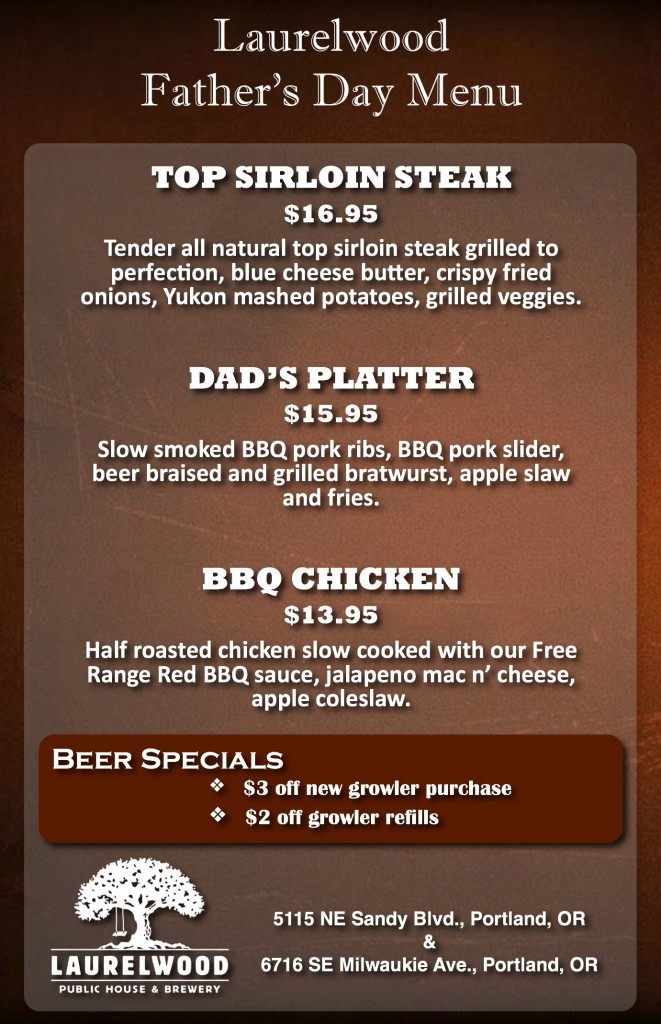 Laurelwood
Father's Day Menu
TOP SIRLOIN STEAK
$16.95
Tender all natural top sirloin steak grilled to
perfection, blue cheese butter, crispy fried
onions, Yukon mashed potatoes, grilled veggies.
DAD'S PLATTER
$15.95
Slow smoked BBQ pork ribs, BBQ pork slider,
beer braised and grilled bratwurst, apple slaw
and fries.
BBQ CHICKEN
$13.95
Half roasted chicken slow cooked with our Free
Range Red BBQ sauce, jalapeno mac n' cheese,
apple coleslaw.
BEER SPECIALS
❖ $3 off new growler purchase
❖ $2 off growler refills
5115 NE Sandy Blvd., Portland, OR
&
6716 SE Milwaukie Ave., Portland, OR
LAURELWOOD
PUBLIC HOUSE & BREWERY